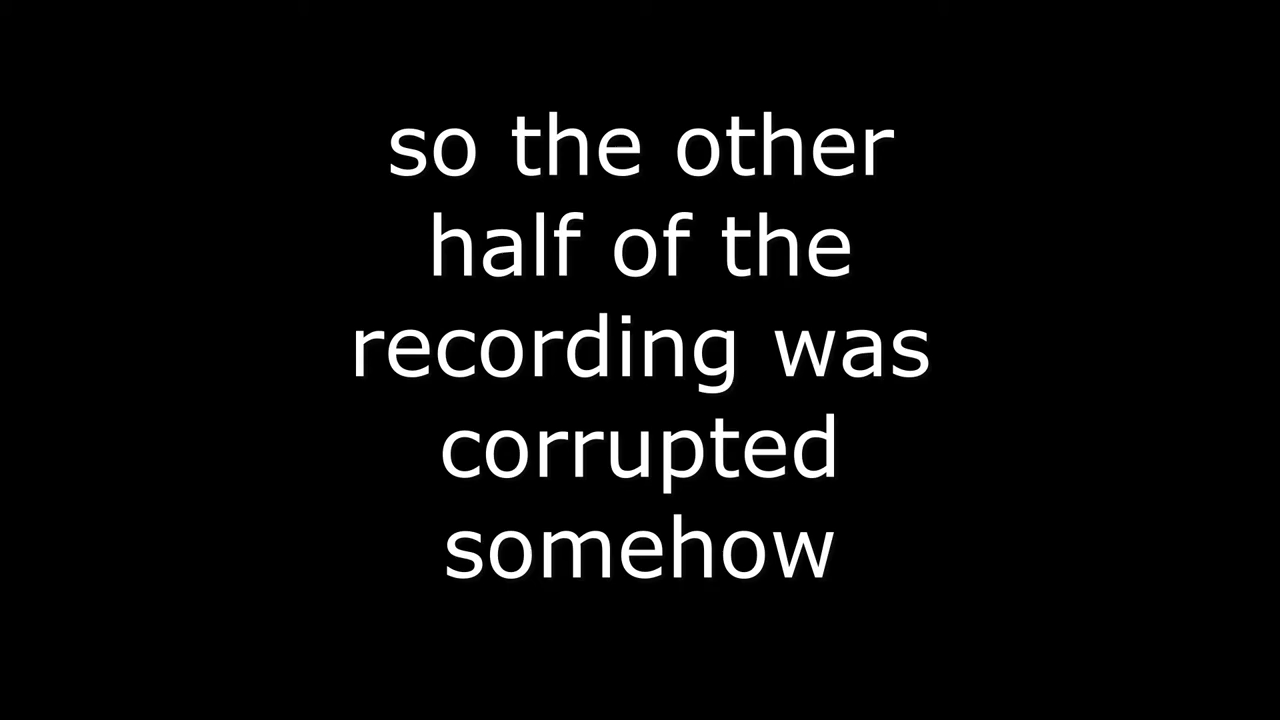 so the other
half of the
recording was
corrupted
somehow